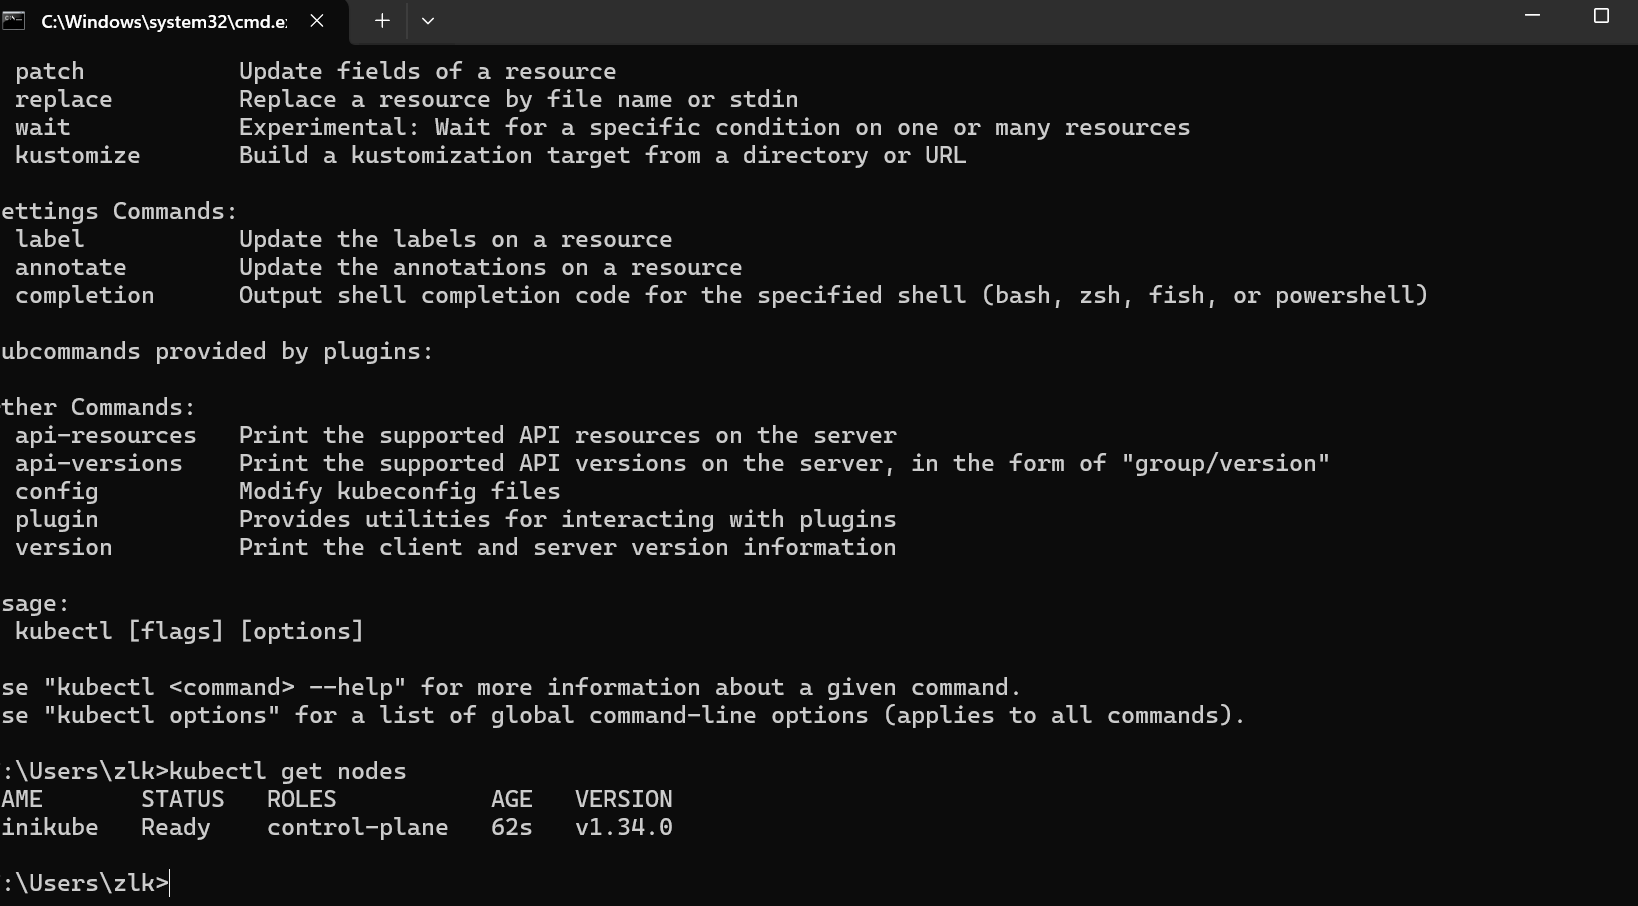 C:\Windows\system32\cmd.e
patch           Update fields of a resource
replace         Replace a resource by file name or stdin
wait            Experimental: Wait for a specific condition on one or many resources
kustomize       Build a kustomization target from a directory or URL
ettings Commands:
label           Update the labels on a resource
annotate        Update the annotations on a resource
completion      Output shell completion code for the specified shell (bash, zsh, fish, or powershell)
ubcommands provided by plugins:
ther Commands:
api-resources   Print the supported API resources on the server
api-versions    Print the supported API versions on the server, in the form of "group/version"
config          Modify kubeconfig files
plugin          Provides utilities for interacting with plugins
version         Print the client and server version information
sage:
kubectl [flags] [options]
se "kubectl <command> --help" for more information about a given command.
se "kubectl options" for a list of global command-line options (applies to all commands).
:\Users\zlk>kubectl get nodes
AME       STATUS   ROLES           AGE   VERSION
inikube   Ready    control-plane   62s   v1.34.0
:\Users\zlk>